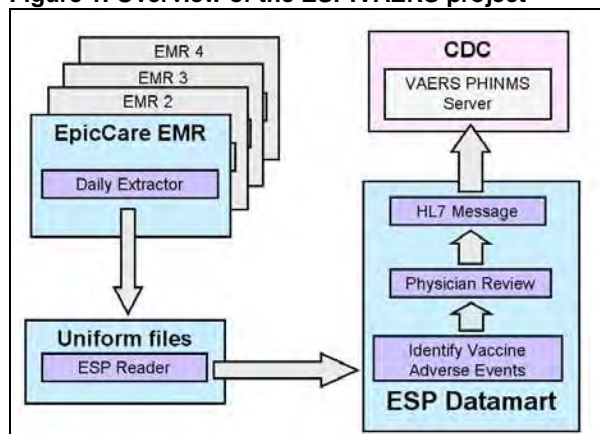 Figure 1. Overview of the ESP:VAERS project
EMR 4
EMR 3
EMR 2
EpicCare EMR
Daily Extractor
Uniform files
ESP Reader
CDC
VAERS PHINMS
Server
HL7 Message
Physician Review
Identify Vaccine
Adverse Events
ESP Datamart